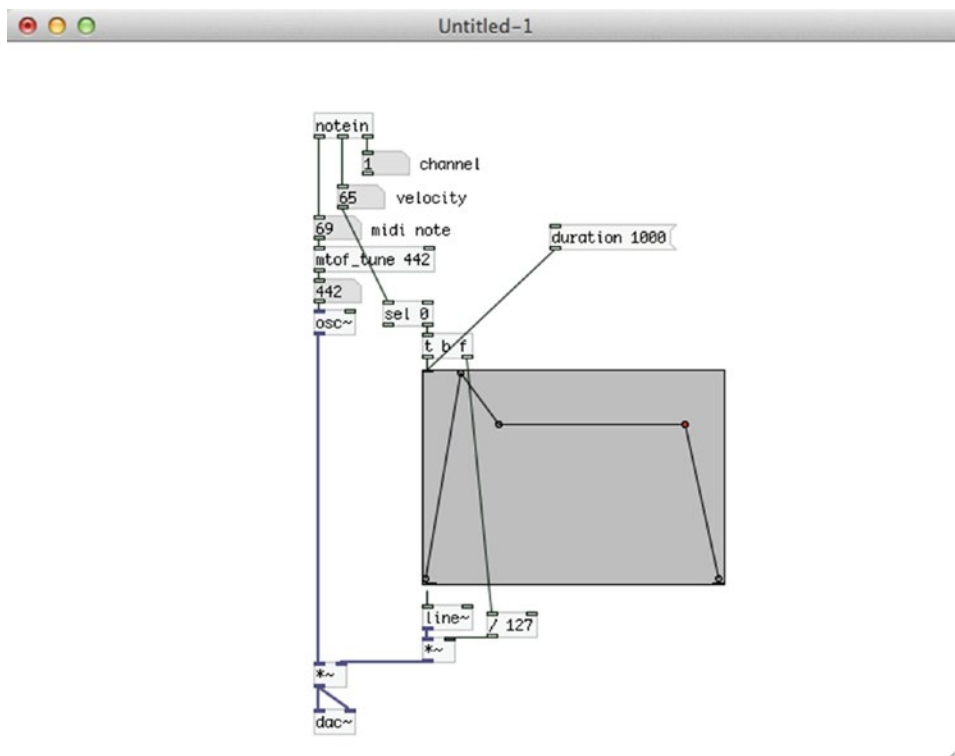 Untitled-1
notein
1 channel
65 velocity
69 midi note
duration 1000
mtof_tune 442
442
sel 0
osc~
t b f
line~
/ 127
*~
*~
dac~